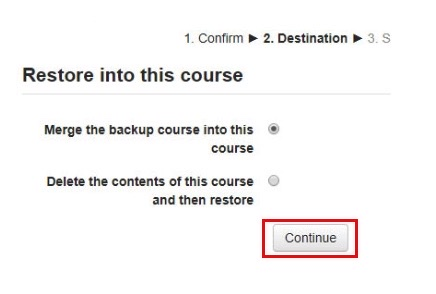 1. Confirm ► 2. Destination ► 3. S
Restore into this course
Merge the backup course into this
course
Delete the contents of this course
and then restore
Continue